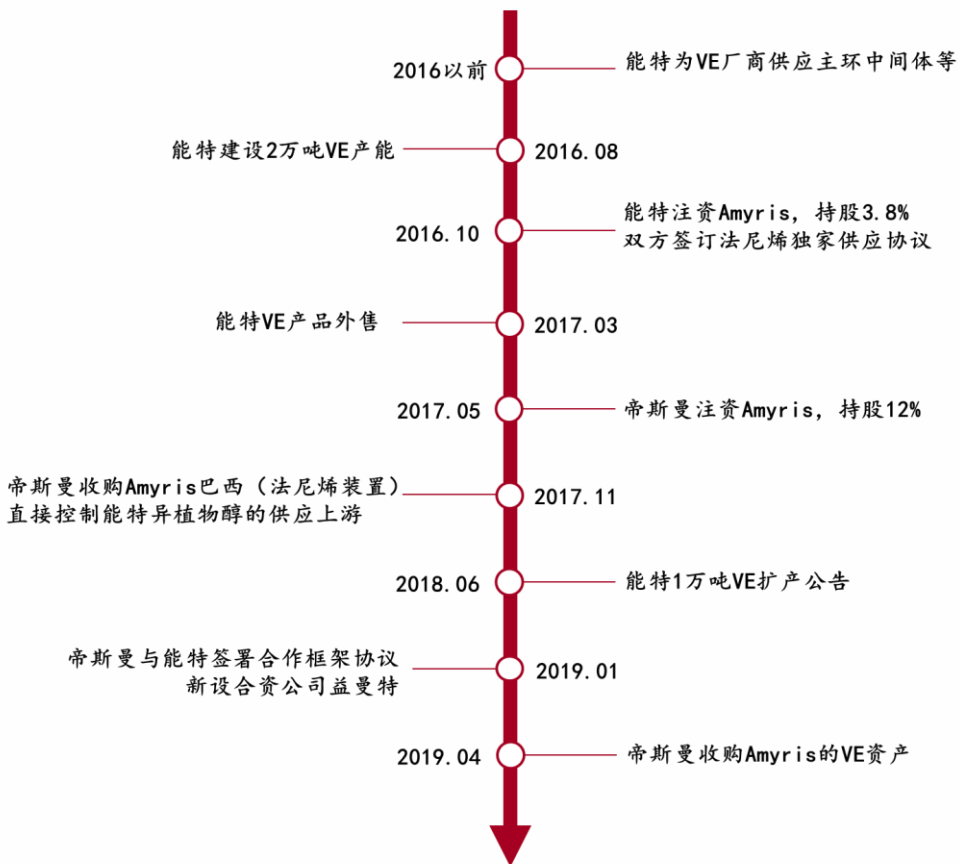 2016以前
能特为VE厂商供应主环中间体等
能特建设2万吨VE产能
2016.08
2016.10
能特注资Amyris，持股3.8%
双方签订法尼烯独家供应协议
能特VE产品外售
2017.03
2017.05
帝斯曼注资Amyris，持股12%
帝斯曼收购Amyris巴西（法尼烯装置）
直接控制能特异植物醇的供应上游
2017.11
2018.06
能特1万吨VE扩产公告
帝斯曼与能特签署合作框架协议
新设合资公司益曼特
2019.01
2019.04
帝斯曼收购Amyris的VE资产